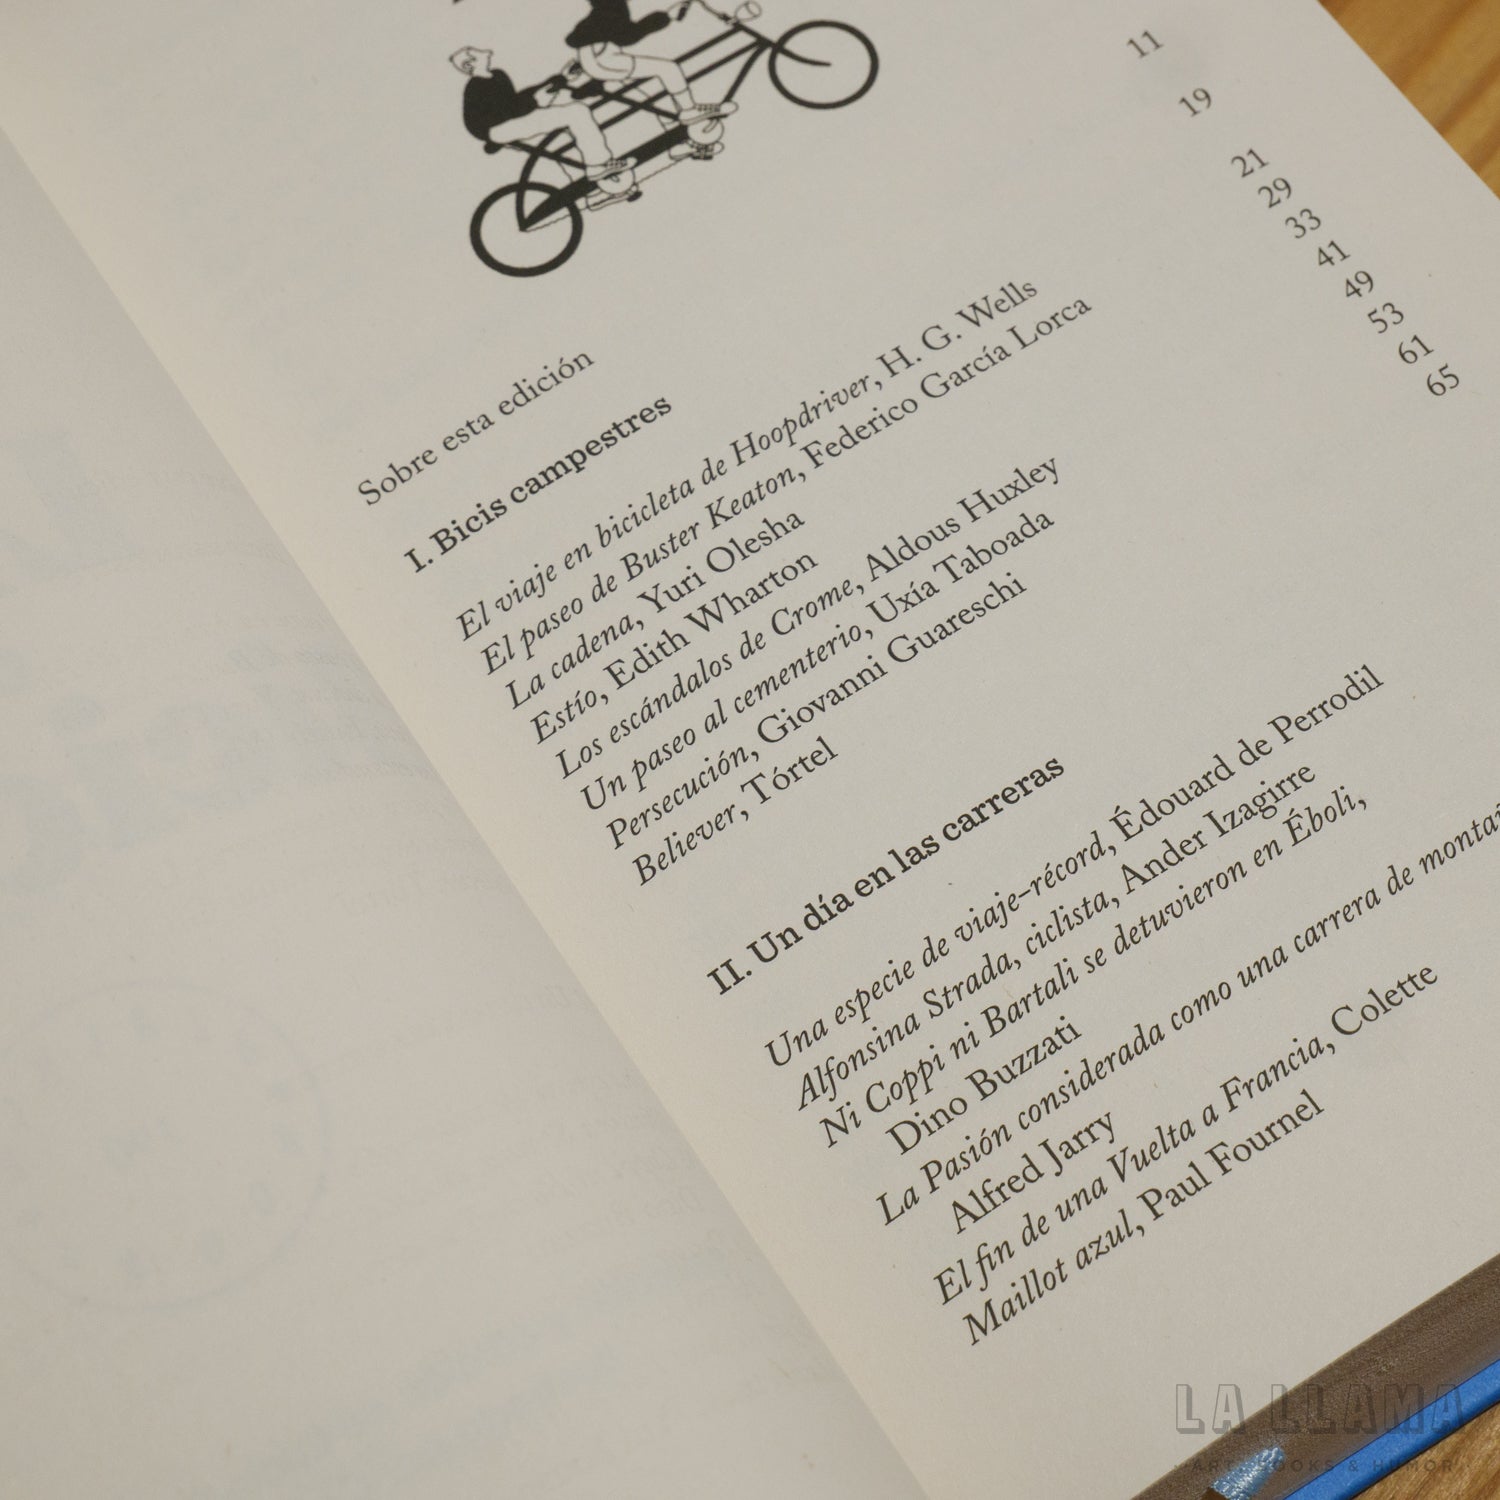 Sobre esta edición 11
I. Bicis campestres 19
El viaje en bicicleta de Hoopdriver, H. G. Wells 21
El paseo de Buster Keaton, Federico García Lorca 29
La cadena, Yuri Olesha 33
Estío, Edith Wharton 41
Los escándalos de Crome, Aldous Huxley 49
Un paseo al cementerio, Uxía Taboada 53
Persecución, Giovanni Guareschi 61
Believer, Tórtel 65
II. Un día en las carreras
Una especie de viaje-récord, Édouard de Perrodil
Alfonsina Strada, ciclista, Ander Izagirre
Ni Coppi ni Bartali se detuvieron en Éboli,
Dino Buzzati
La Pasión considerada como una carrera de
Alfred Jarry
El fin de una Vuelta a Francia, Colette
Maillot azul, Paul Fournel
LA LLAMA
ART, BOOKS & HUMOR